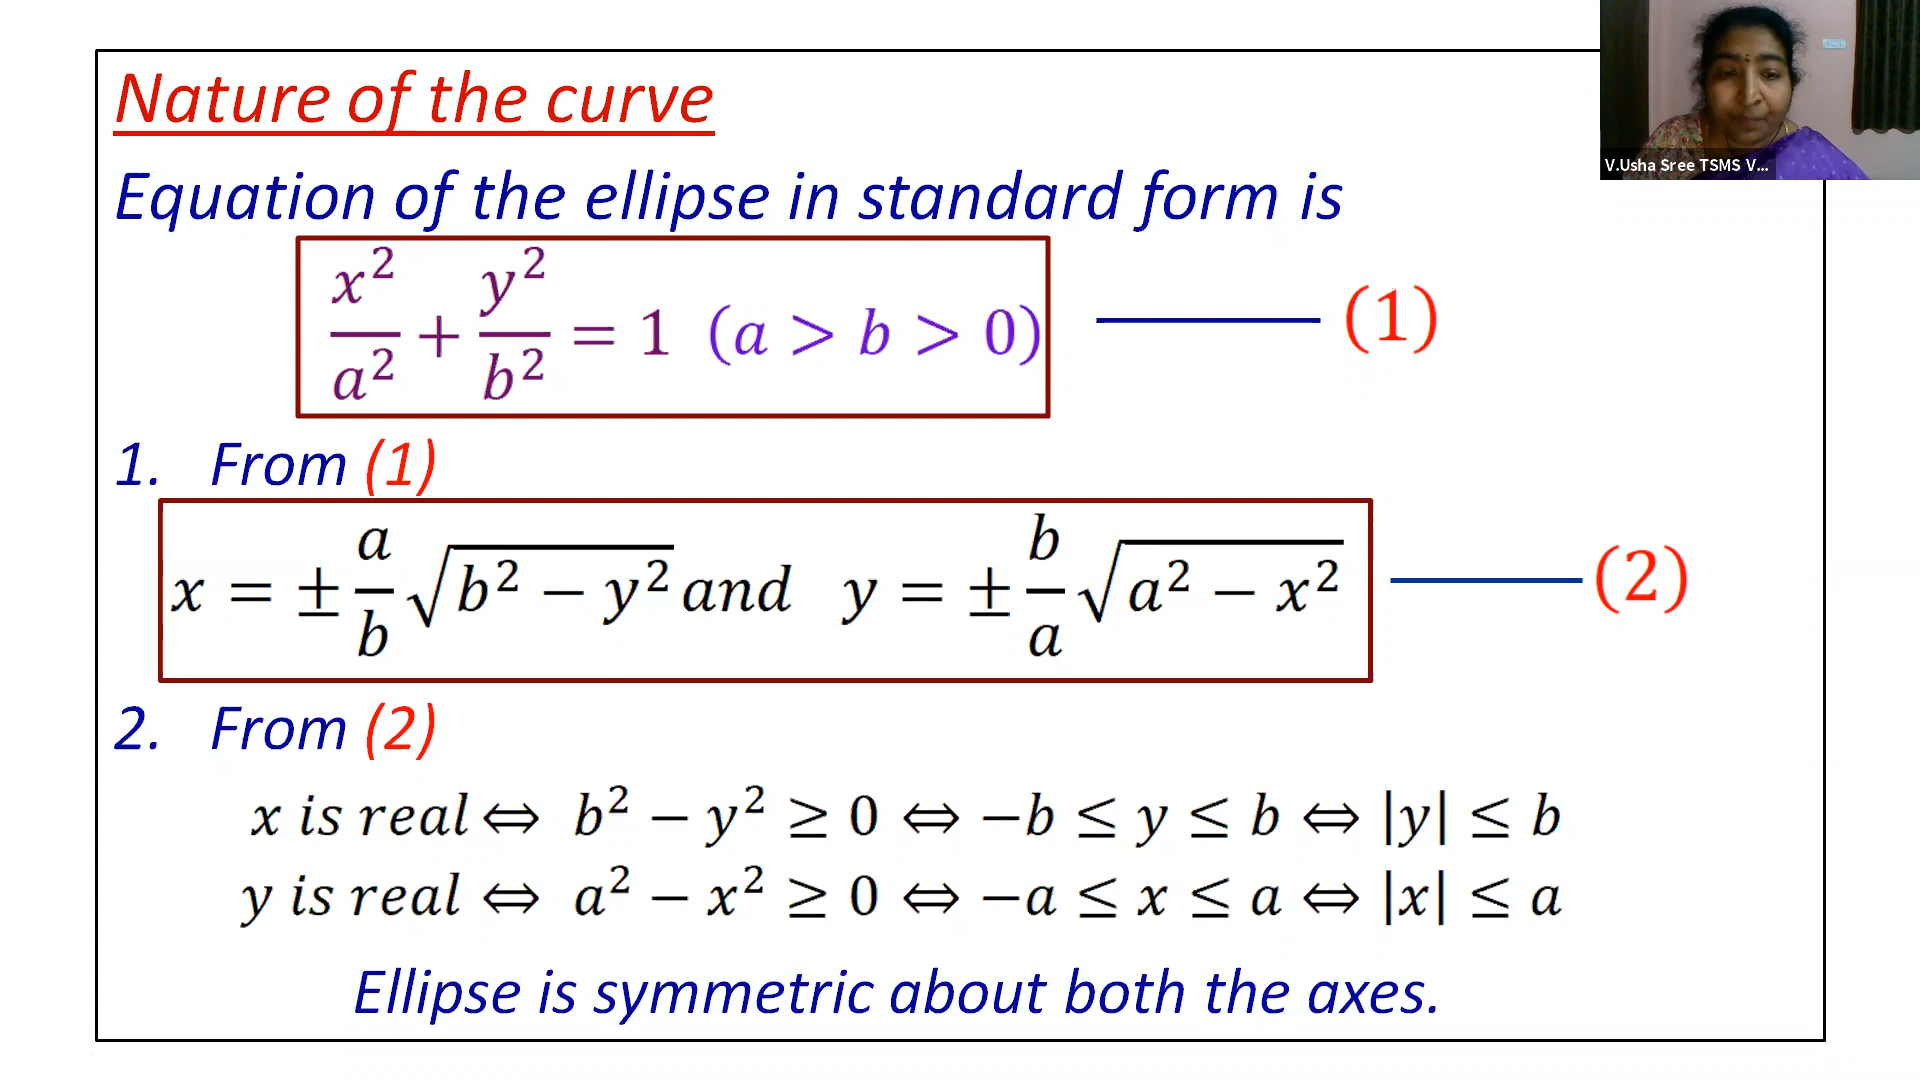 Nature of the curve
V.Usha Sree TSMS V...
Equation of the ellipse in standard form is
x²/a² + y²/b² = 1 (a > b > 0) (1)
1. From (1)
x = ± a/b √(b² − y²) and y = ± b/a √(a² − x²) (2)
2. From (2)
x is real ⇔ b² − y² ≥ 0 ⇔ −b ≤ y ≤ b ⇔ |y| ≤ b
y is real ⇔ a² − x² ≥ 0 ⇔ −a ≤ x ≤ a ⇔ |x| ≤ a
Ellipse is symmetric about both the axes.